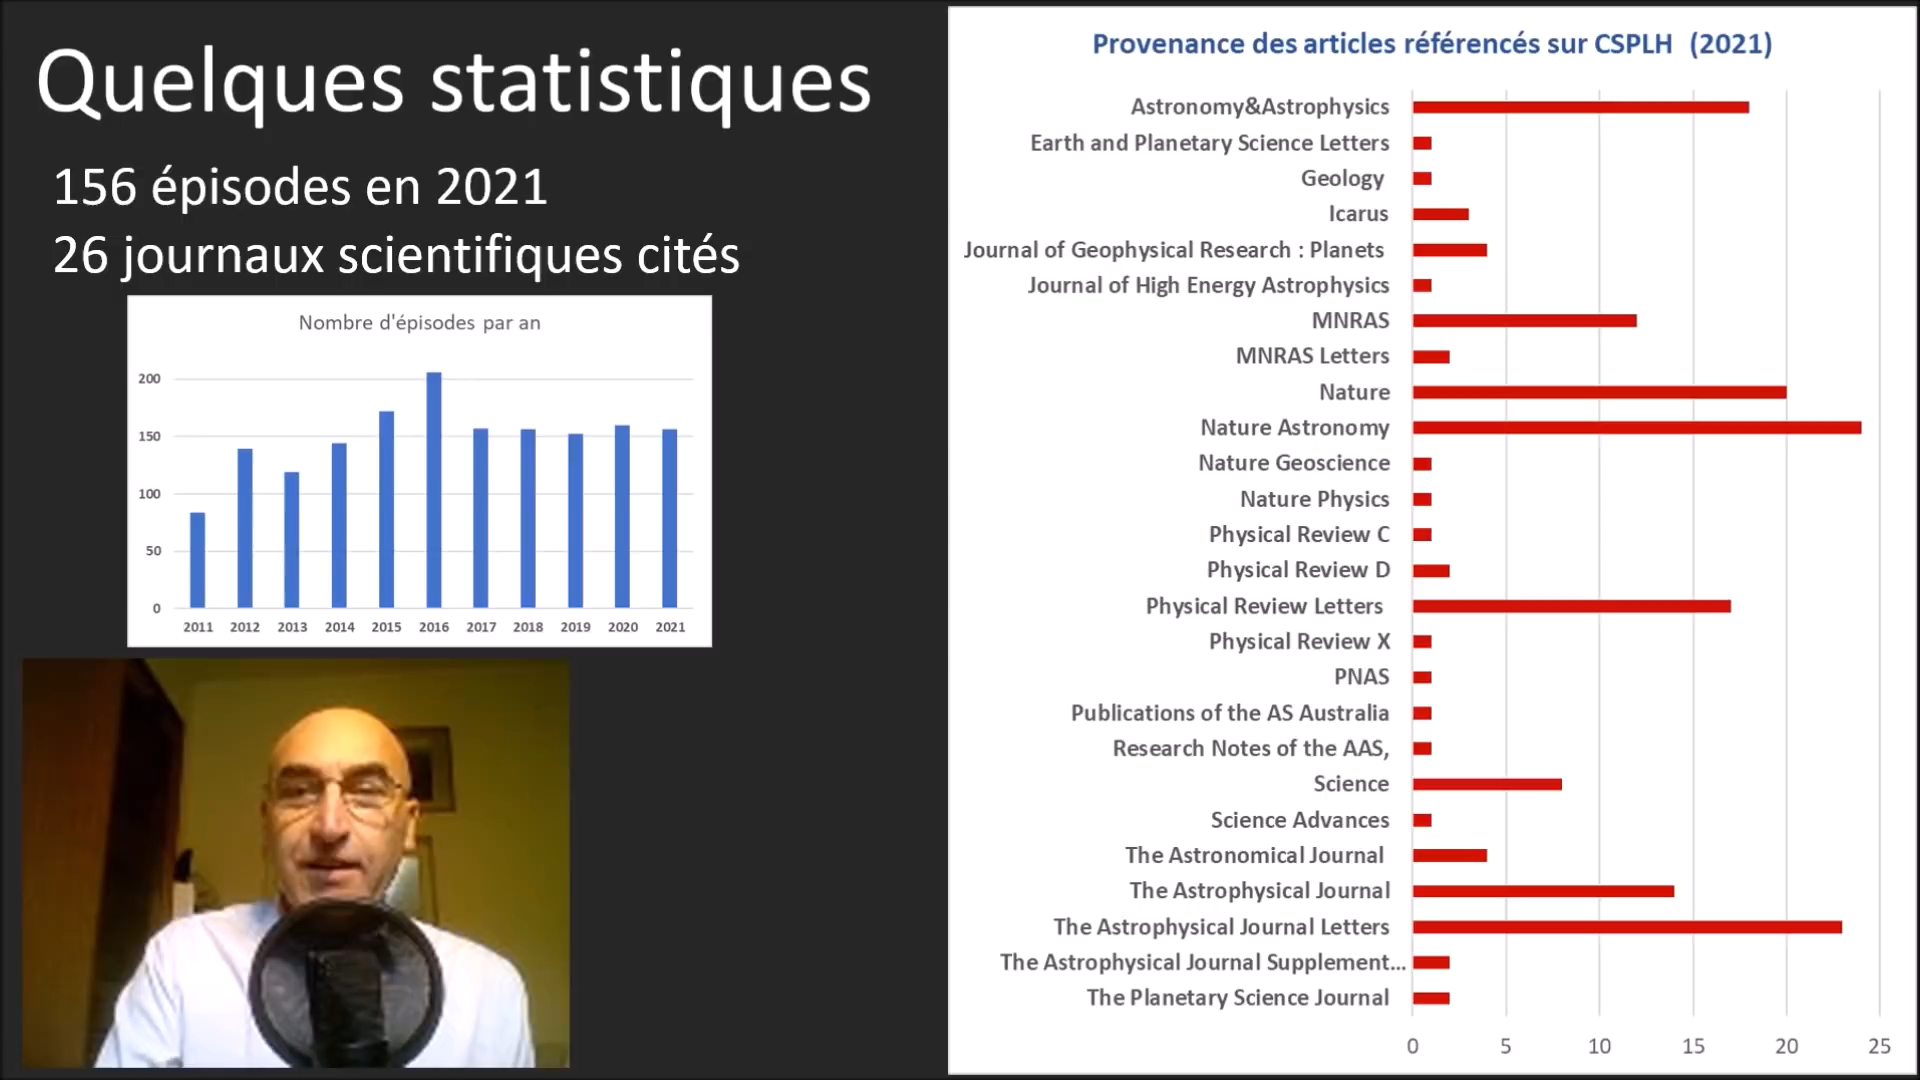 Quelques statistiques
156 épisodes en 2021
26 journaux scientifiques cités
Nombre d'épisodes par an
200
150
100
50
0
2011 2012 2013 2014 2015 2016 2017 2018 2019 2020 2021
Provenance des articles référencés sur CSPLH (2021)
Astronomy&Astrophysics
Earth and Planetary Science Letters
Geology
Icarus
Journal of Geophysical Research : Planets
Journal of High Energy Astrophysics
MNRAS
MNRAS Letters
Nature
Nature Astronomy
Nature Geoscience
Nature Physics
Physical Review C
Physical Review D
Physical Review Letters
Physical Review X
PNAS
Publications of the AS Australia
Research Notes of the AAS,
Science
Science Advances
The Astronomical Journal
The Astrophysical Journal
The Astrophysical Journal Letters
The Astrophysical Journal Supplement...
The Planetary Science Journal
0 5 10 15 20 25